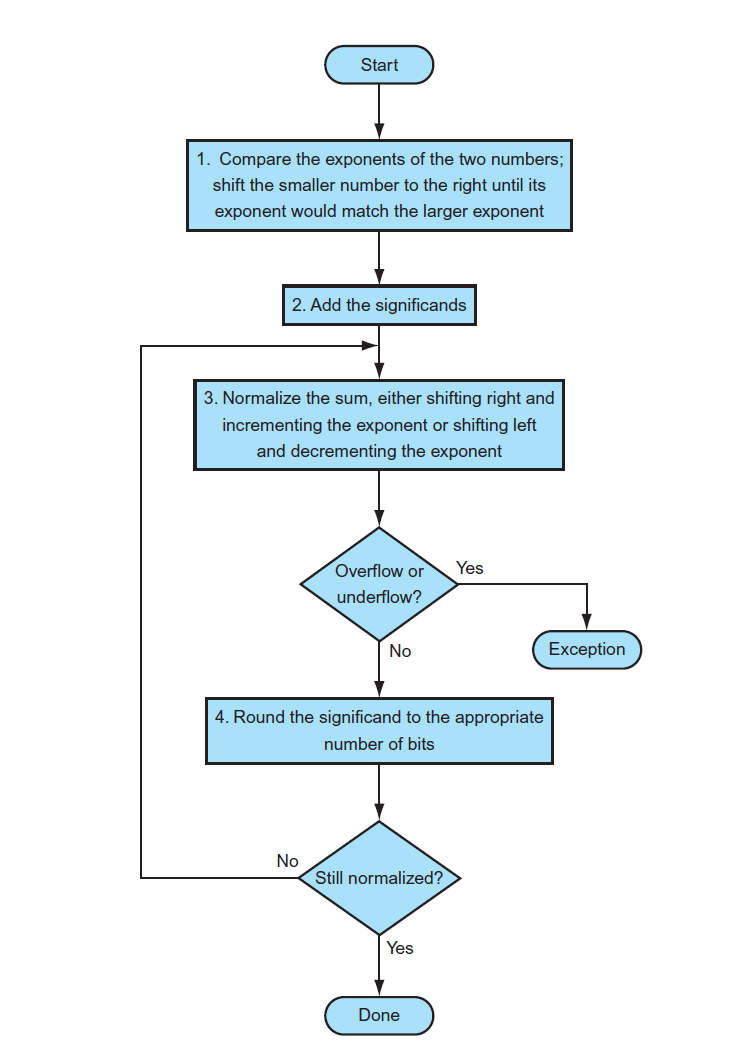 Start
1. Compare the exponents of the two numbers;
shift the smaller number to the right until its
exponent would match the larger exponent
2. Add the significands
3. Normalize the sum, either shifting right and
incrementing the exponent or shifting left
and decrementing the exponent
Overflow or
underflow?
Yes
Exception
No
4. Round the significand to the appropriate
number of bits
No
Still normalized?
Yes
Done